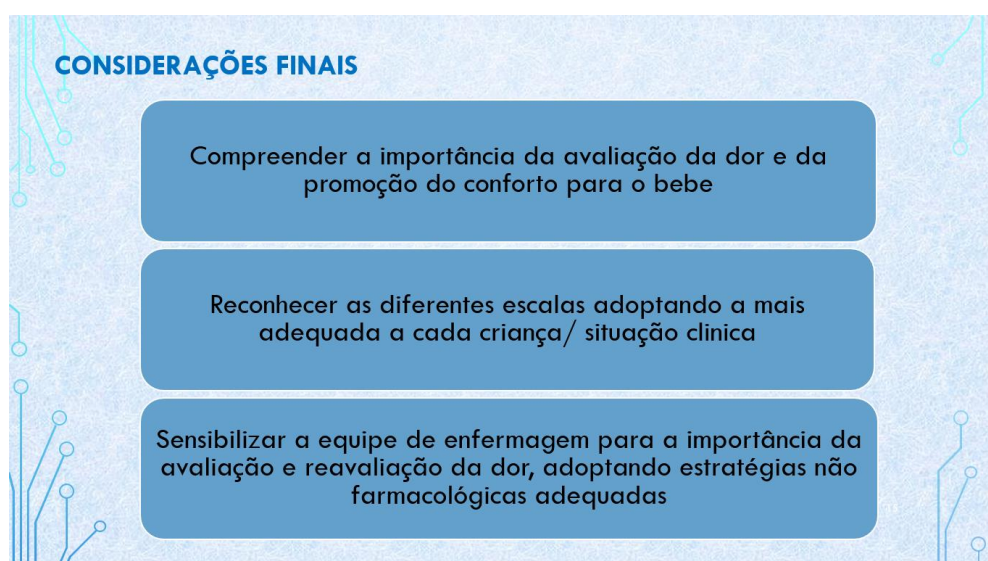 CONSIDERAÇÕES FINAIS
Compreender a importância da avaliação da dor e da
promoção do conforto para o bebe
Reconhecer as diferentes escalas adoptando a mais
adequada a cada criança/ situação clinica
Sensibilizar a equipe de enfermagem para a importância da
avaliação e reavaliação da dor, adoptando estratégias não
farmacológicas adequadas